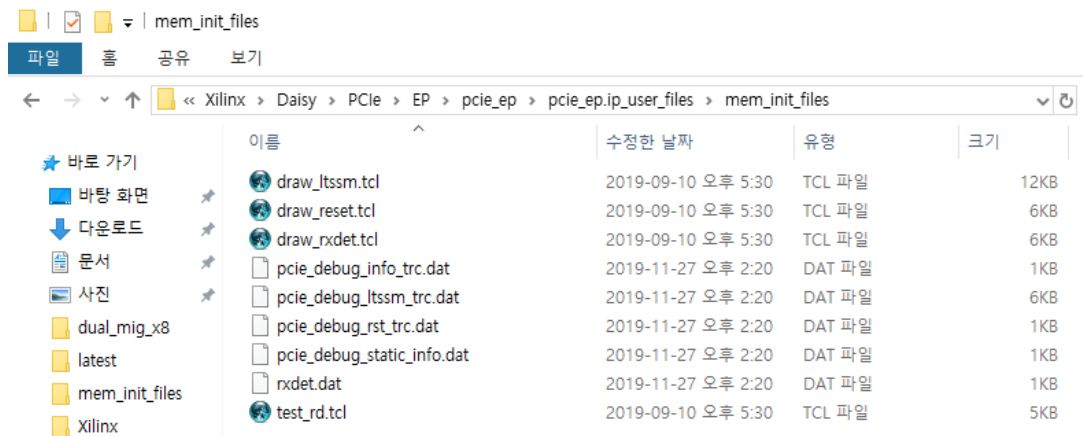 mem_init_files
파일 홈 공유 보기
« Xilinx > Daisy > PCIe > EP > pcie_ep > pcie_ep.ip_user_files > mem_init_files
이름 수정한 날짜 유형 크기
바로 가기
바탕 화면
다운로드
문서
사진
dual_mig_x8
latest
mem_init_files
Xilinx
draw_ltssm.tcl 2019-09-10 오후 5:30 TCL 파일 12KB
draw_reset.tcl 2019-09-10 오후 5:30 TCL 파일 6KB
draw_rxdet.tcl 2019-09-10 오후 5:30 TCL 파일 6KB
pcie_debug_info_trc.dat 2019-11-27 오후 2:20 DAT 파일 1KB
pcie_debug_ltssm_trc.dat 2019-11-27 오후 2:20 DAT 파일 6KB
pcie_debug_rst_trc.dat 2019-11-27 오후 2:20 DAT 파일 1KB
pcie_debug_static_info.dat 2019-11-27 오후 2:20 DAT 파일 1KB
rxdet.dat 2019-11-27 오후 2:20 DAT 파일 1KB
test_rd.tcl 2019-09-10 오후 5:30 TCL 파일 5KB